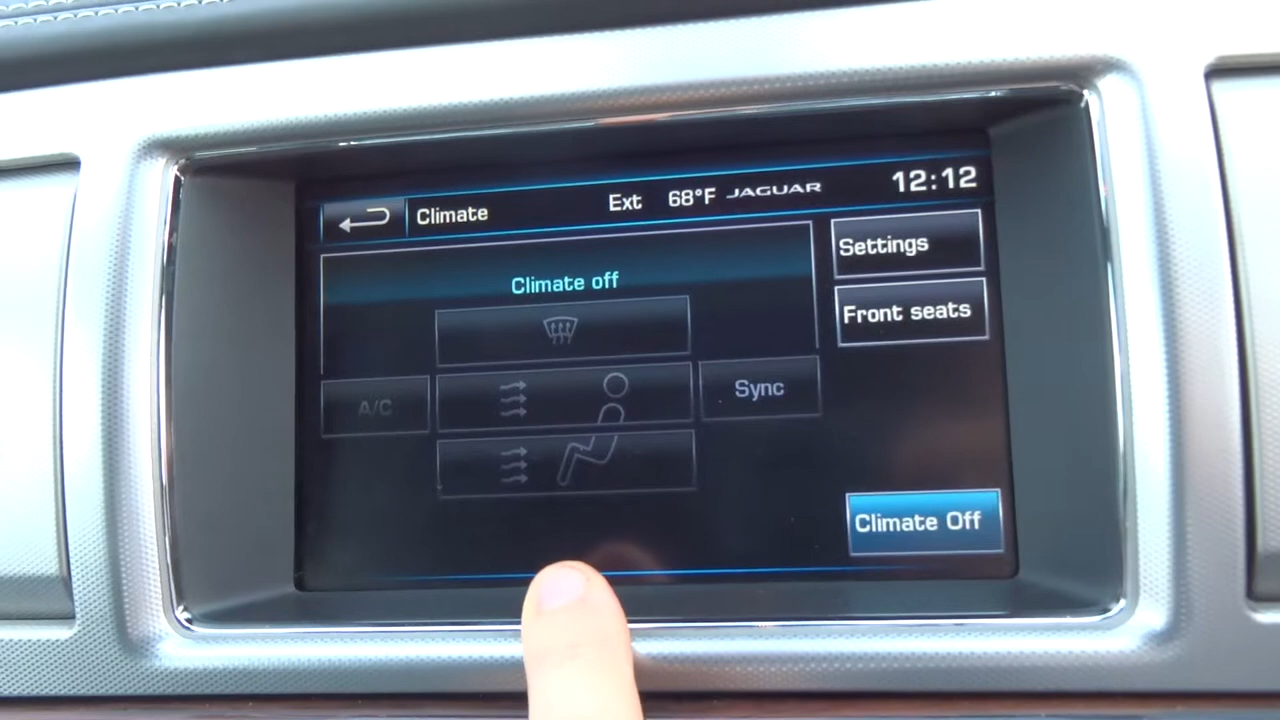 Climate Ext 68°F JAGUAR 12:12
Settings
Climate off
Front seats
A/C
Sync
Climate Off